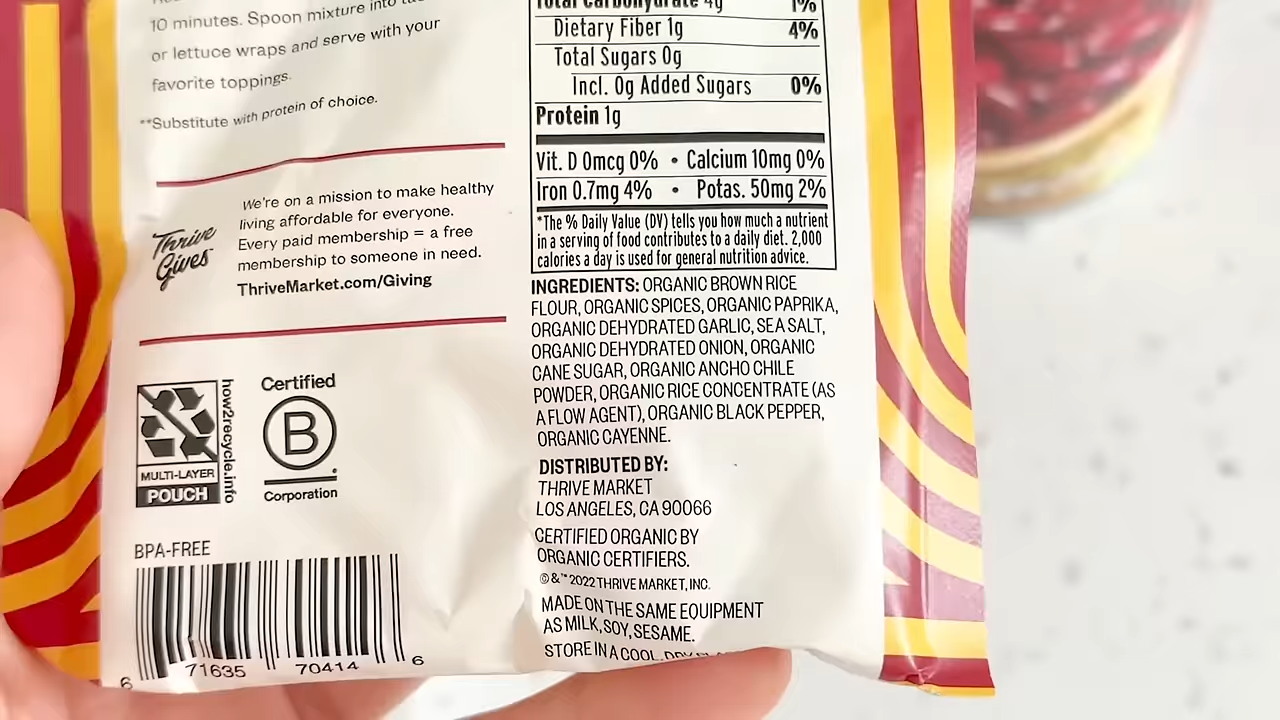 10 minutes. Spoon mixture into
or lettuce wraps and serve with your
favorite toppings.
**Substitute with protein of choice.
Thrive
Gives
We're on a mission to make healthy
living affordable for everyone.
Every paid membership = a free
membership to someone in need.
ThriveMarket.com/Giving
how2recycle.info
MULTI-LAYER
POUCH
Certified
B
Corporation
BPA-FREE
6 71635 70414 6
Total Carbohydrate 4g 1%
Dietary Fiber 1g 4%
Total Sugars 0g
Incl. 0g Added Sugars 0%
Protein 1g
Vit. D 0mcg 0% • Calcium 10mg 0%
Iron 0.7mg 4% • Potas. 50mg 2%
*The % Daily Value (DV) tells you how much a nutrient
in a serving of food contributes to a daily diet. 2,000
calories a day is used for general nutrition advice.
INGREDIENTS: ORGANIC BROWN RICE
FLOUR, ORGANIC SPICES, ORGANIC PAPRIKA,
ORGANIC DEHYDRATED GARLIC, SEA SALT,
ORGANIC DEHYDRATED ONION, ORGANIC
CANE SUGAR, ORGANIC ANCHO CHILE
POWDER, ORGANIC RICE CONCENTRATE (AS
A FLOW AGENT), ORGANIC BLACK PEPPER,
ORGANIC CAYENNE.
DISTRIBUTED BY:
THRIVE MARKET
LOS ANGELES, CA 90066
CERTIFIED ORGANIC BY
ORGANIC CERTIFIERS.
©&™2022 THRIVE MARKET, INC.
MADE ON THE SAME EQUIPMENT
AS MILK, SOY, SESAME.
STORE IN A COOL, DRY